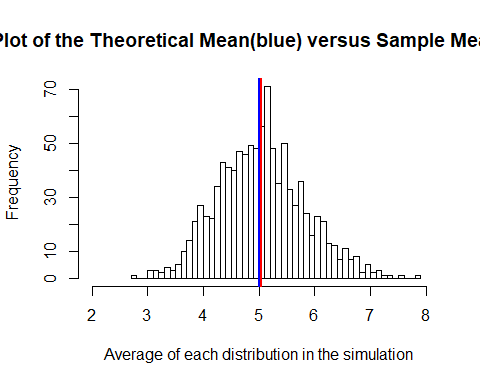 Plot of the Theoretical Mean(blue) versus Sample
Frequency
70
50
30
10
0
2 3 4 5 6 7 8
Average of each distribution in the simulation